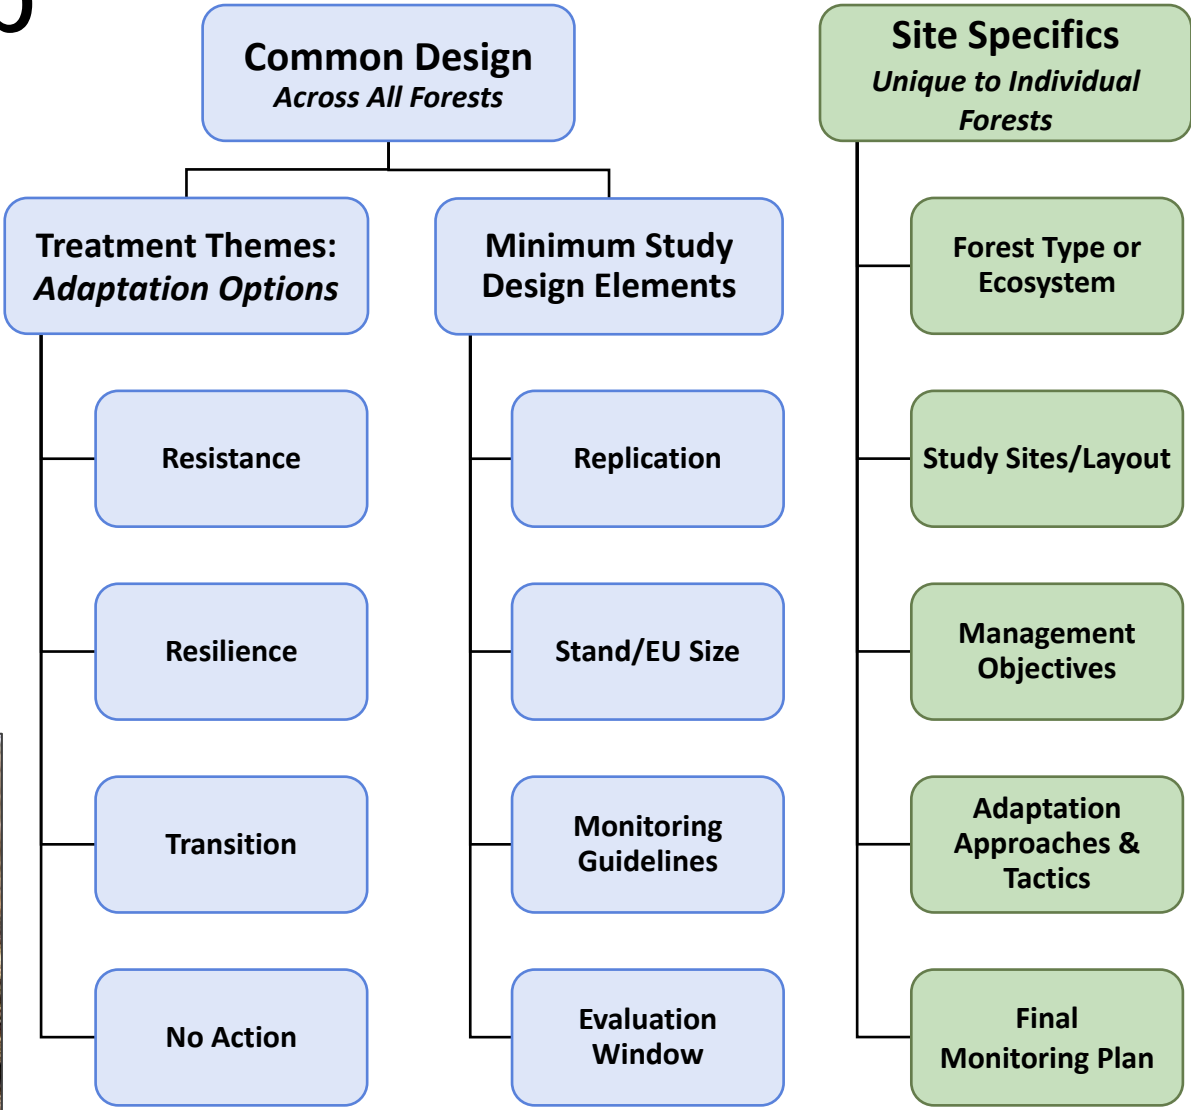 Common Design
Across All Forests
Site Specifics
Unique to Individual
Forests
Treatment Themes:
Adaptation Options
Minimum Study
Design Elements
Forest Type or
Ecosystem
Resistance
Replication
Study Sites/Layout
Resilience
Stand/EU Size
Management
Objectives
Transition
Monitoring
Guidelines
Adaptation
Approaches &
Tactics
No Action
Evaluation
Window
Final
Monitoring Plan